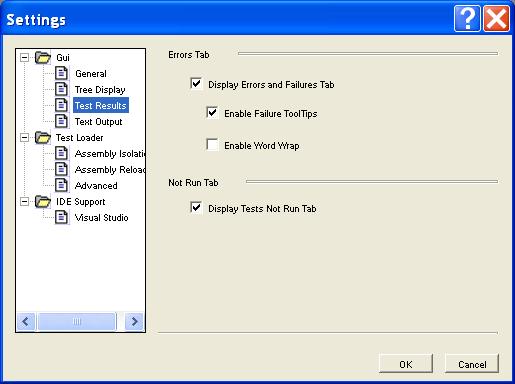 Settings
Gui
General
Tree Display
Test Results
Text Output
Test Loader
Assembly Isolatio
Assembly Reload
Advanced
IDE Support
Visual Studio
Errors Tab
Display Errors and Failures Tab
Enable Failure ToolTips
Enable Word Wrap
Not Run Tab
Display Tests Not Run Tab
OK
Cancel